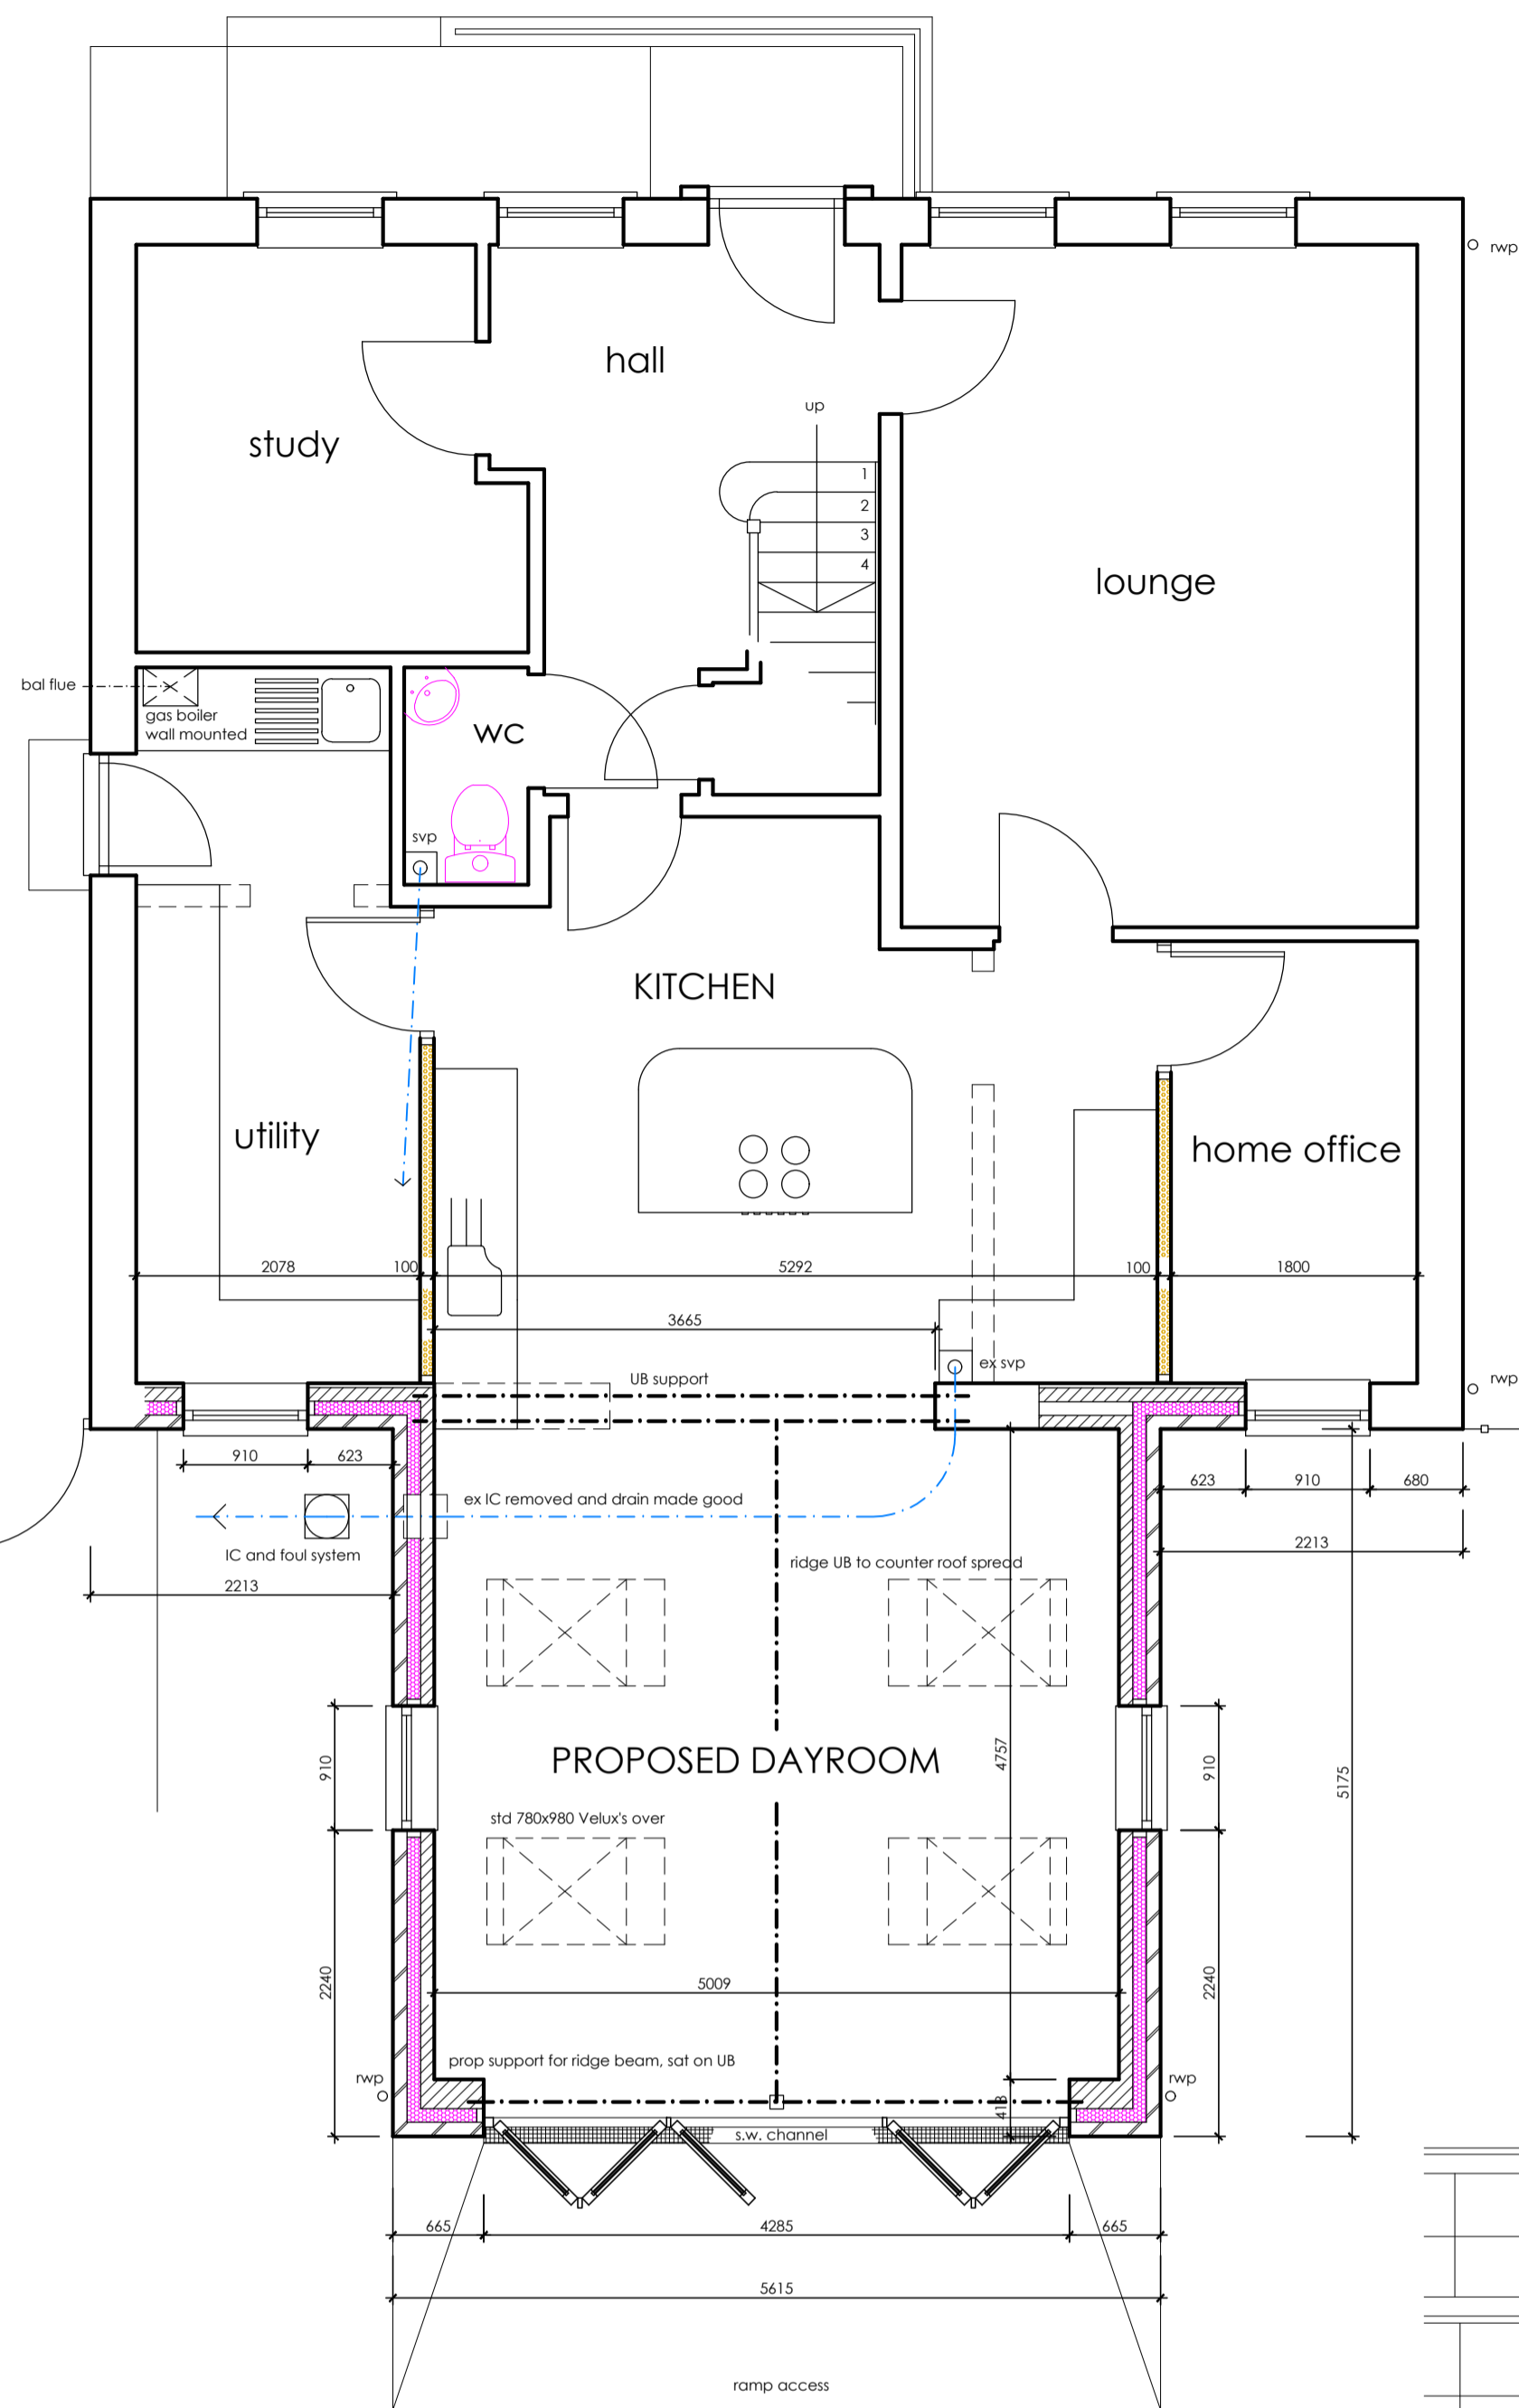 rwp
hall
up
study
1
2
3
4
lounge
bal flue
gas boiler
wall mounted
wc
svp
KITCHEN
utility
home office
2078
100
5292
100
1800
3665
ex svp
UB support
rwp
910
623
ex IC removed and drain made good
623
910
680
IC and foul system
ridge UB to counter roof spread
2213
2213
910
PROPOSED DAYROOM
4757
910
5175
std 780x980 Velux's over
2240
5009
2240
prop support for ridge beam, sat on UB
rwp
rwp
418
s.w. channel
665
4285
665
5615
ramp access